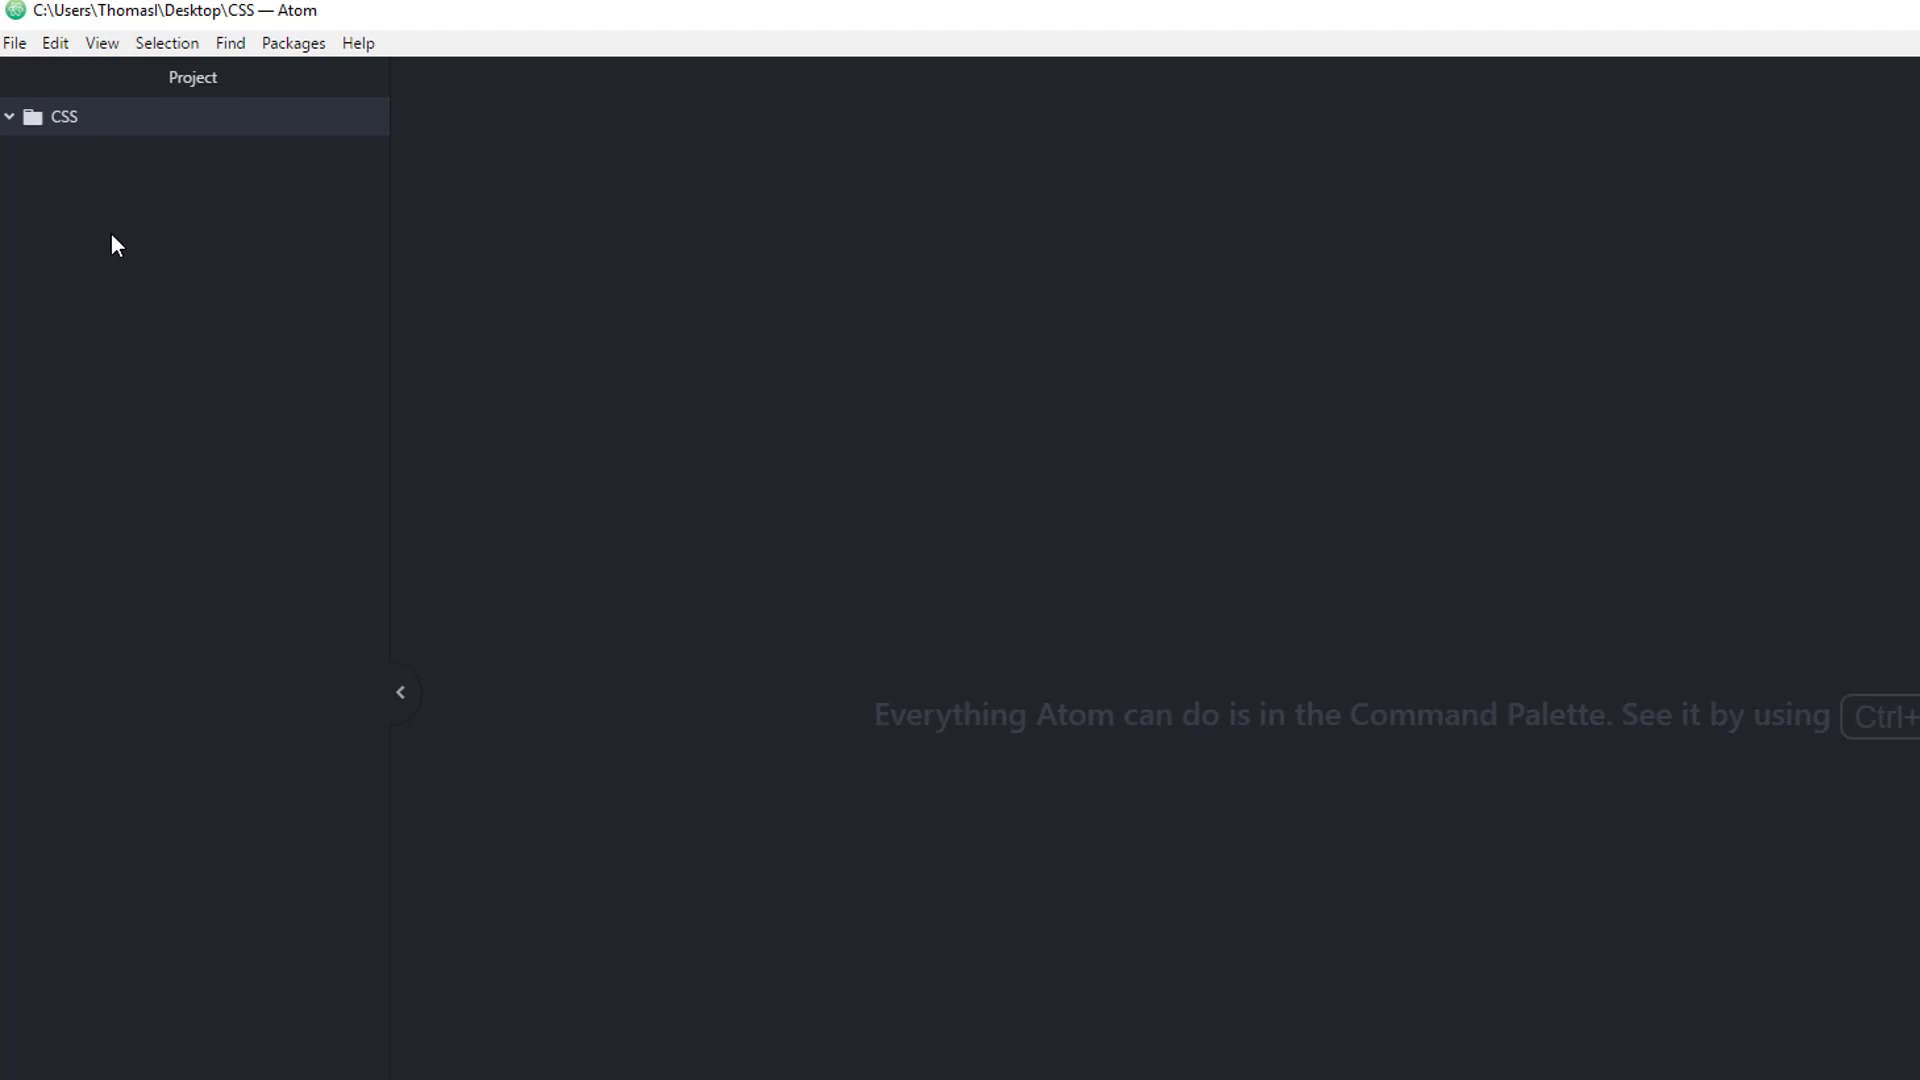 C:\Users\Thomasl\Desktop\CSS — Atom
File Edit View Selection Find Packages Help
Project
CSS
Everything Atom can do is in the Command Palette. See it by using Ctrl+